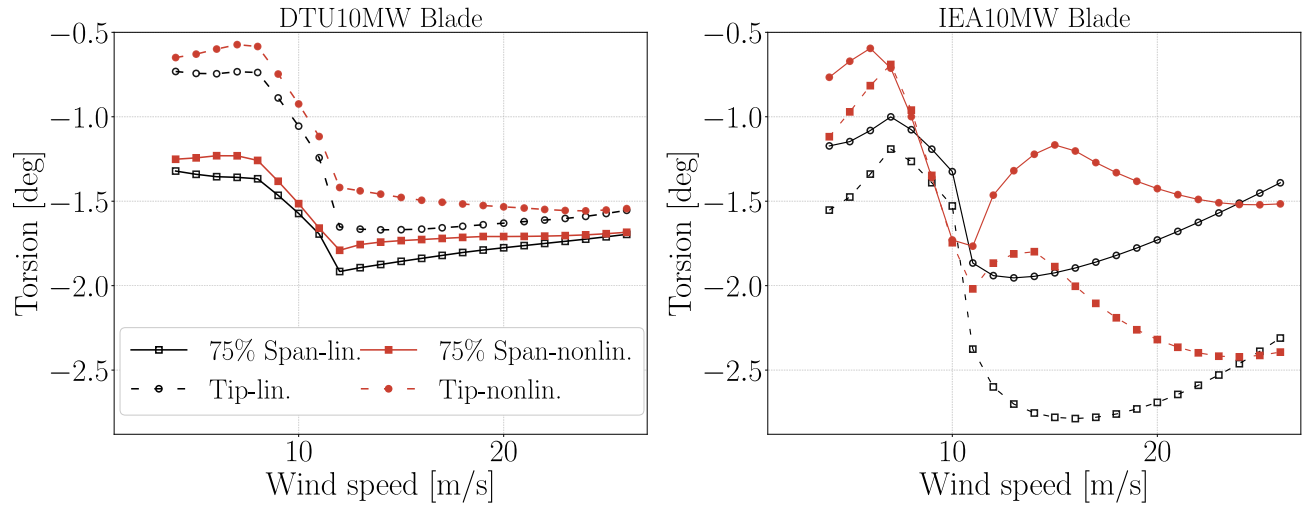 DTU10MW Blade
−0.5
−1.0
−1.5
−2.0
−2.5
Torsion [deg]
75% Span-lin.
75% Span-nonlin.
Tip-lin.
Tip-nonlin.
10
20
Wind speed [m/s]
IEA10MW Blade
−0.5
−1.0
−1.5
−2.0
−2.5
Torsion [deg]
10
20
Wind speed [m/s]